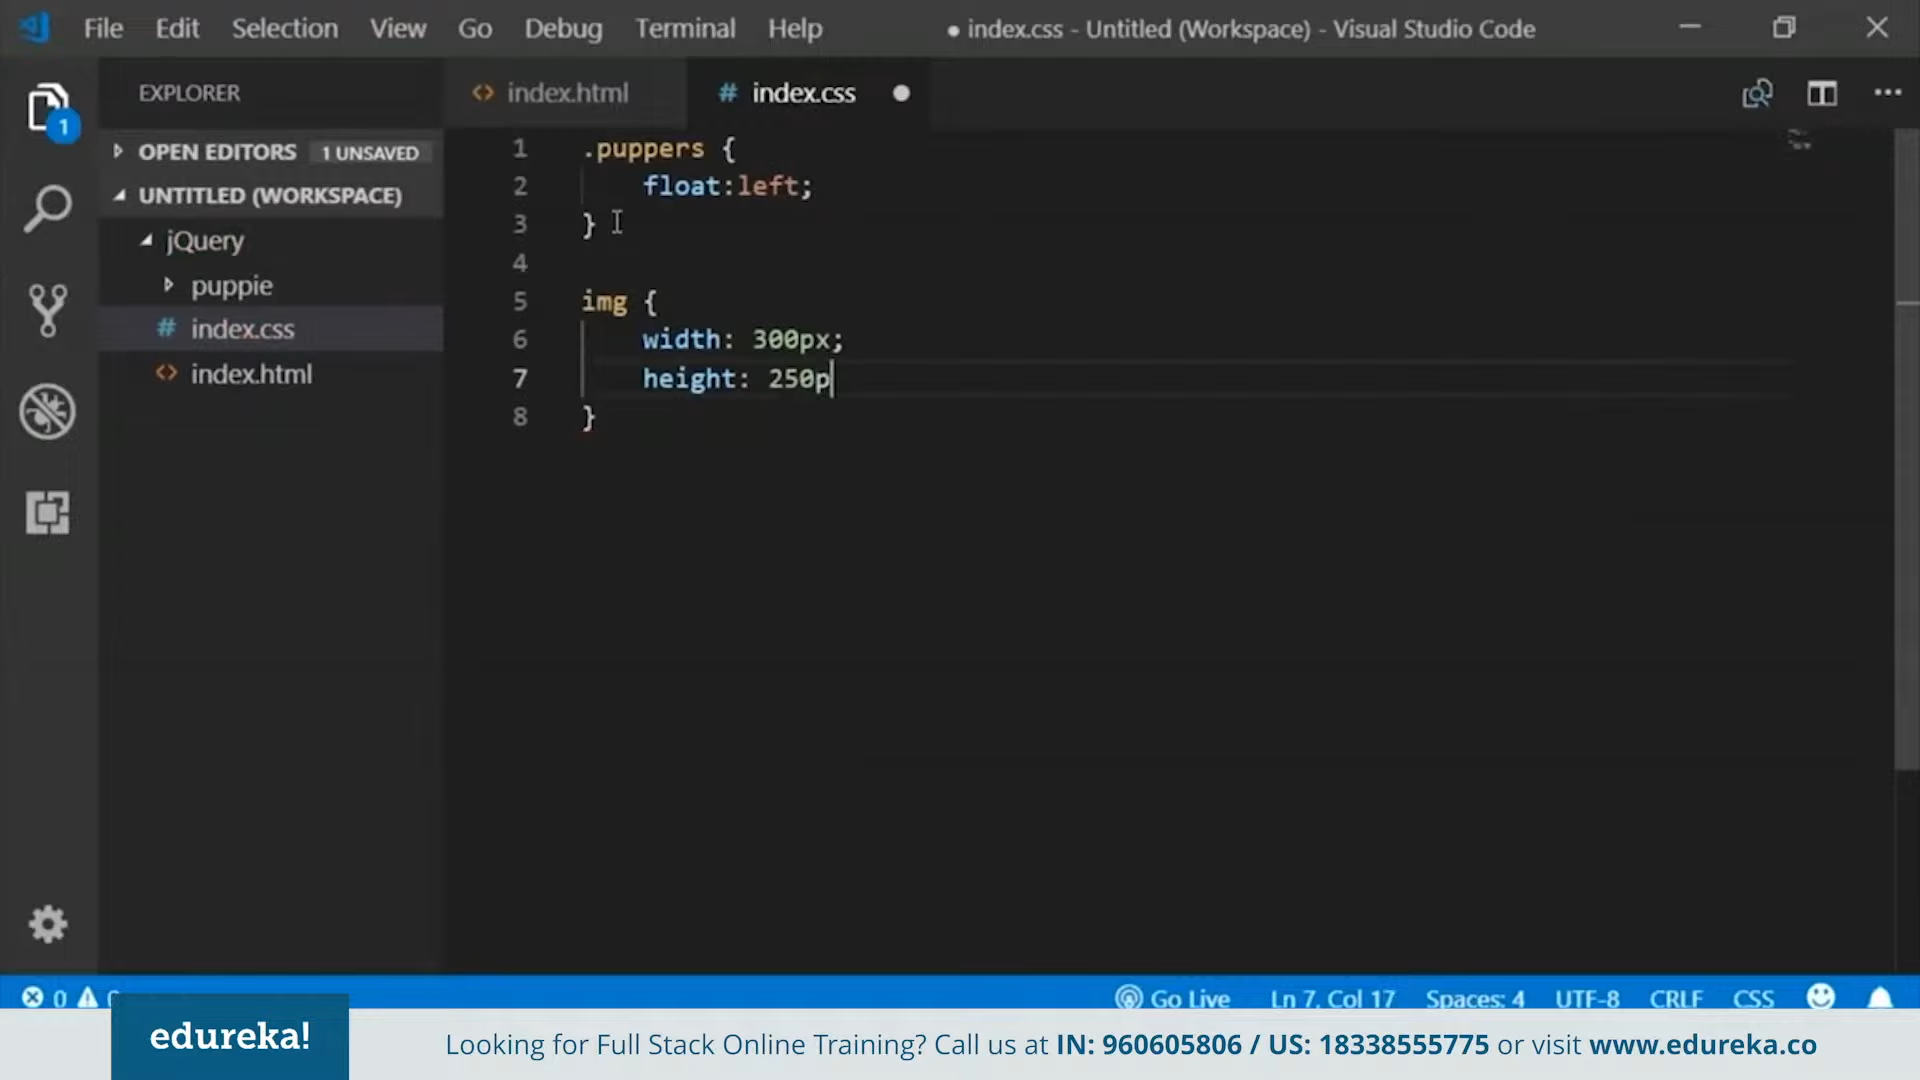 File Edit Selection View Go Debug Terminal Help ● index.css - Untitled (Workspace) - Visual Studio Code
EXPLORER
index.html
# index.css ●
1
OPEN EDITORS 1 UNSAVED
UNTITLED (WORKSPACE)
jQuery
puppie
# index.css
index.html
1 .puppers {
2 float:left;
3 }
4
5 img {
6 width: 300px;
7 height: 250p
8 }
0
Go Live Ln 7, Col 17 Spaces: 4 UTF-8 CRLF CSS
edureka!
Looking for Full Stack Online Training? Call us at IN: 960605806 / US: 18338555775 or visit www.edureka.co